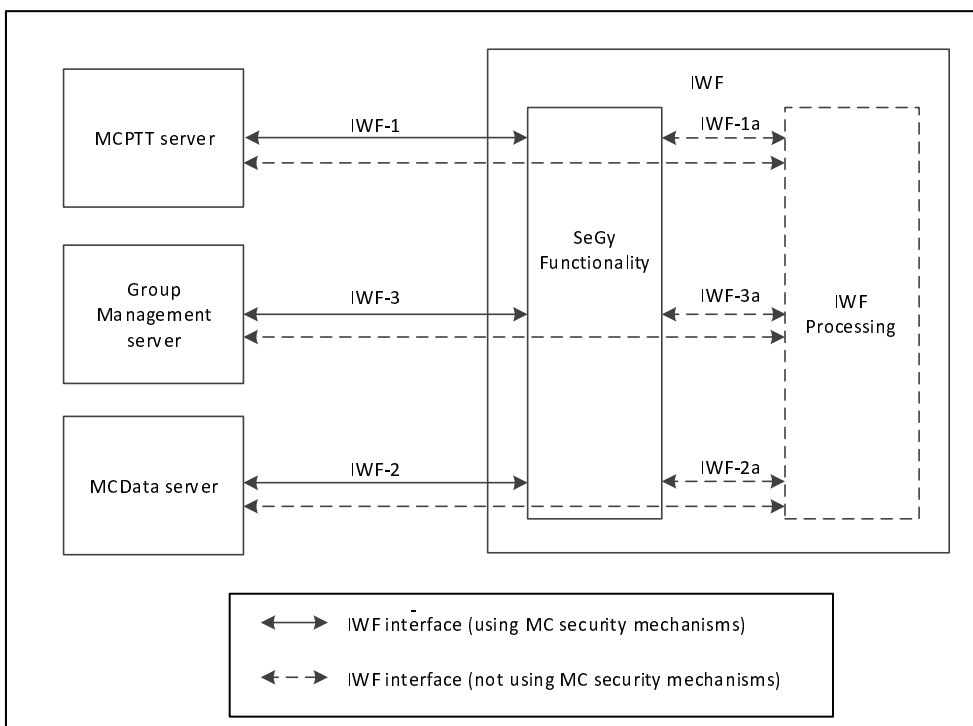 IWF
MCPTT server
IWF-1
IWF-1a
SeGy
Functionality
Group
Management
server
IWF-3
IWF-3a
IWF
Processing
MCData server
IWF-2
IWF-2a
IWF interface (using MC security mechanisms)
IWF interface (not using MC security mechanisms)